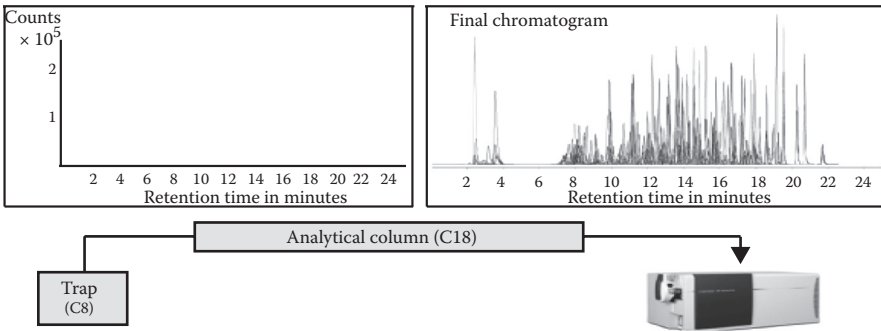 Counts
× 10⁵
2
1
2 4 6 8 10 12 14 16 18 20 22 24
Retention time in minutes
Final chromatogram
2 4 6 8 10 12 14 16 18 20 22 24
Retention time in minutes
Analytical column (C18)
Trap
(C8)